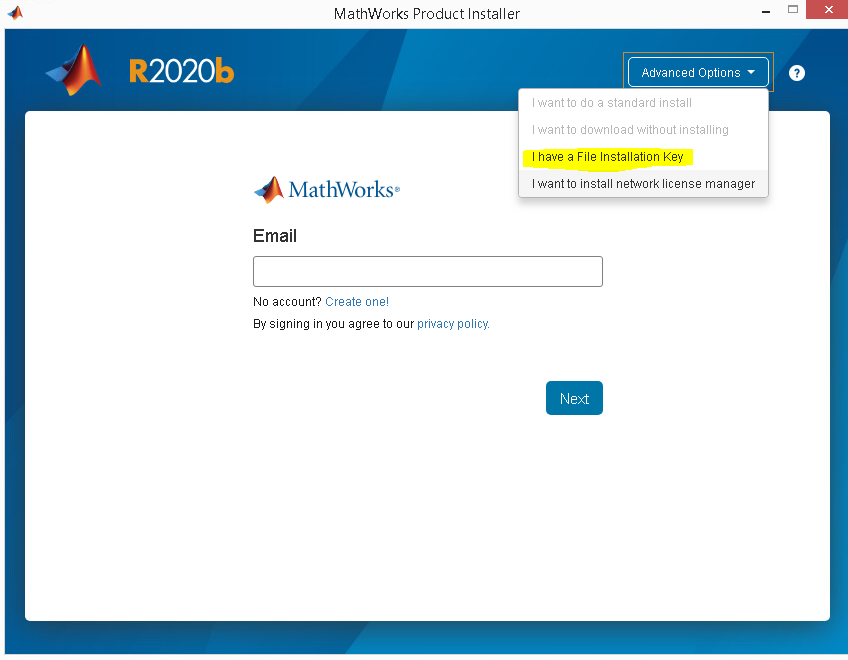 MathWorks Product Installer
R2020b
Advanced Options
?
I want to do a standard install
I want to download without installing
I have a File Installation Key
I want to install network license manager
MathWorks®
Email
No account? Create one!
By signing in you agree to our privacy policy.
Next